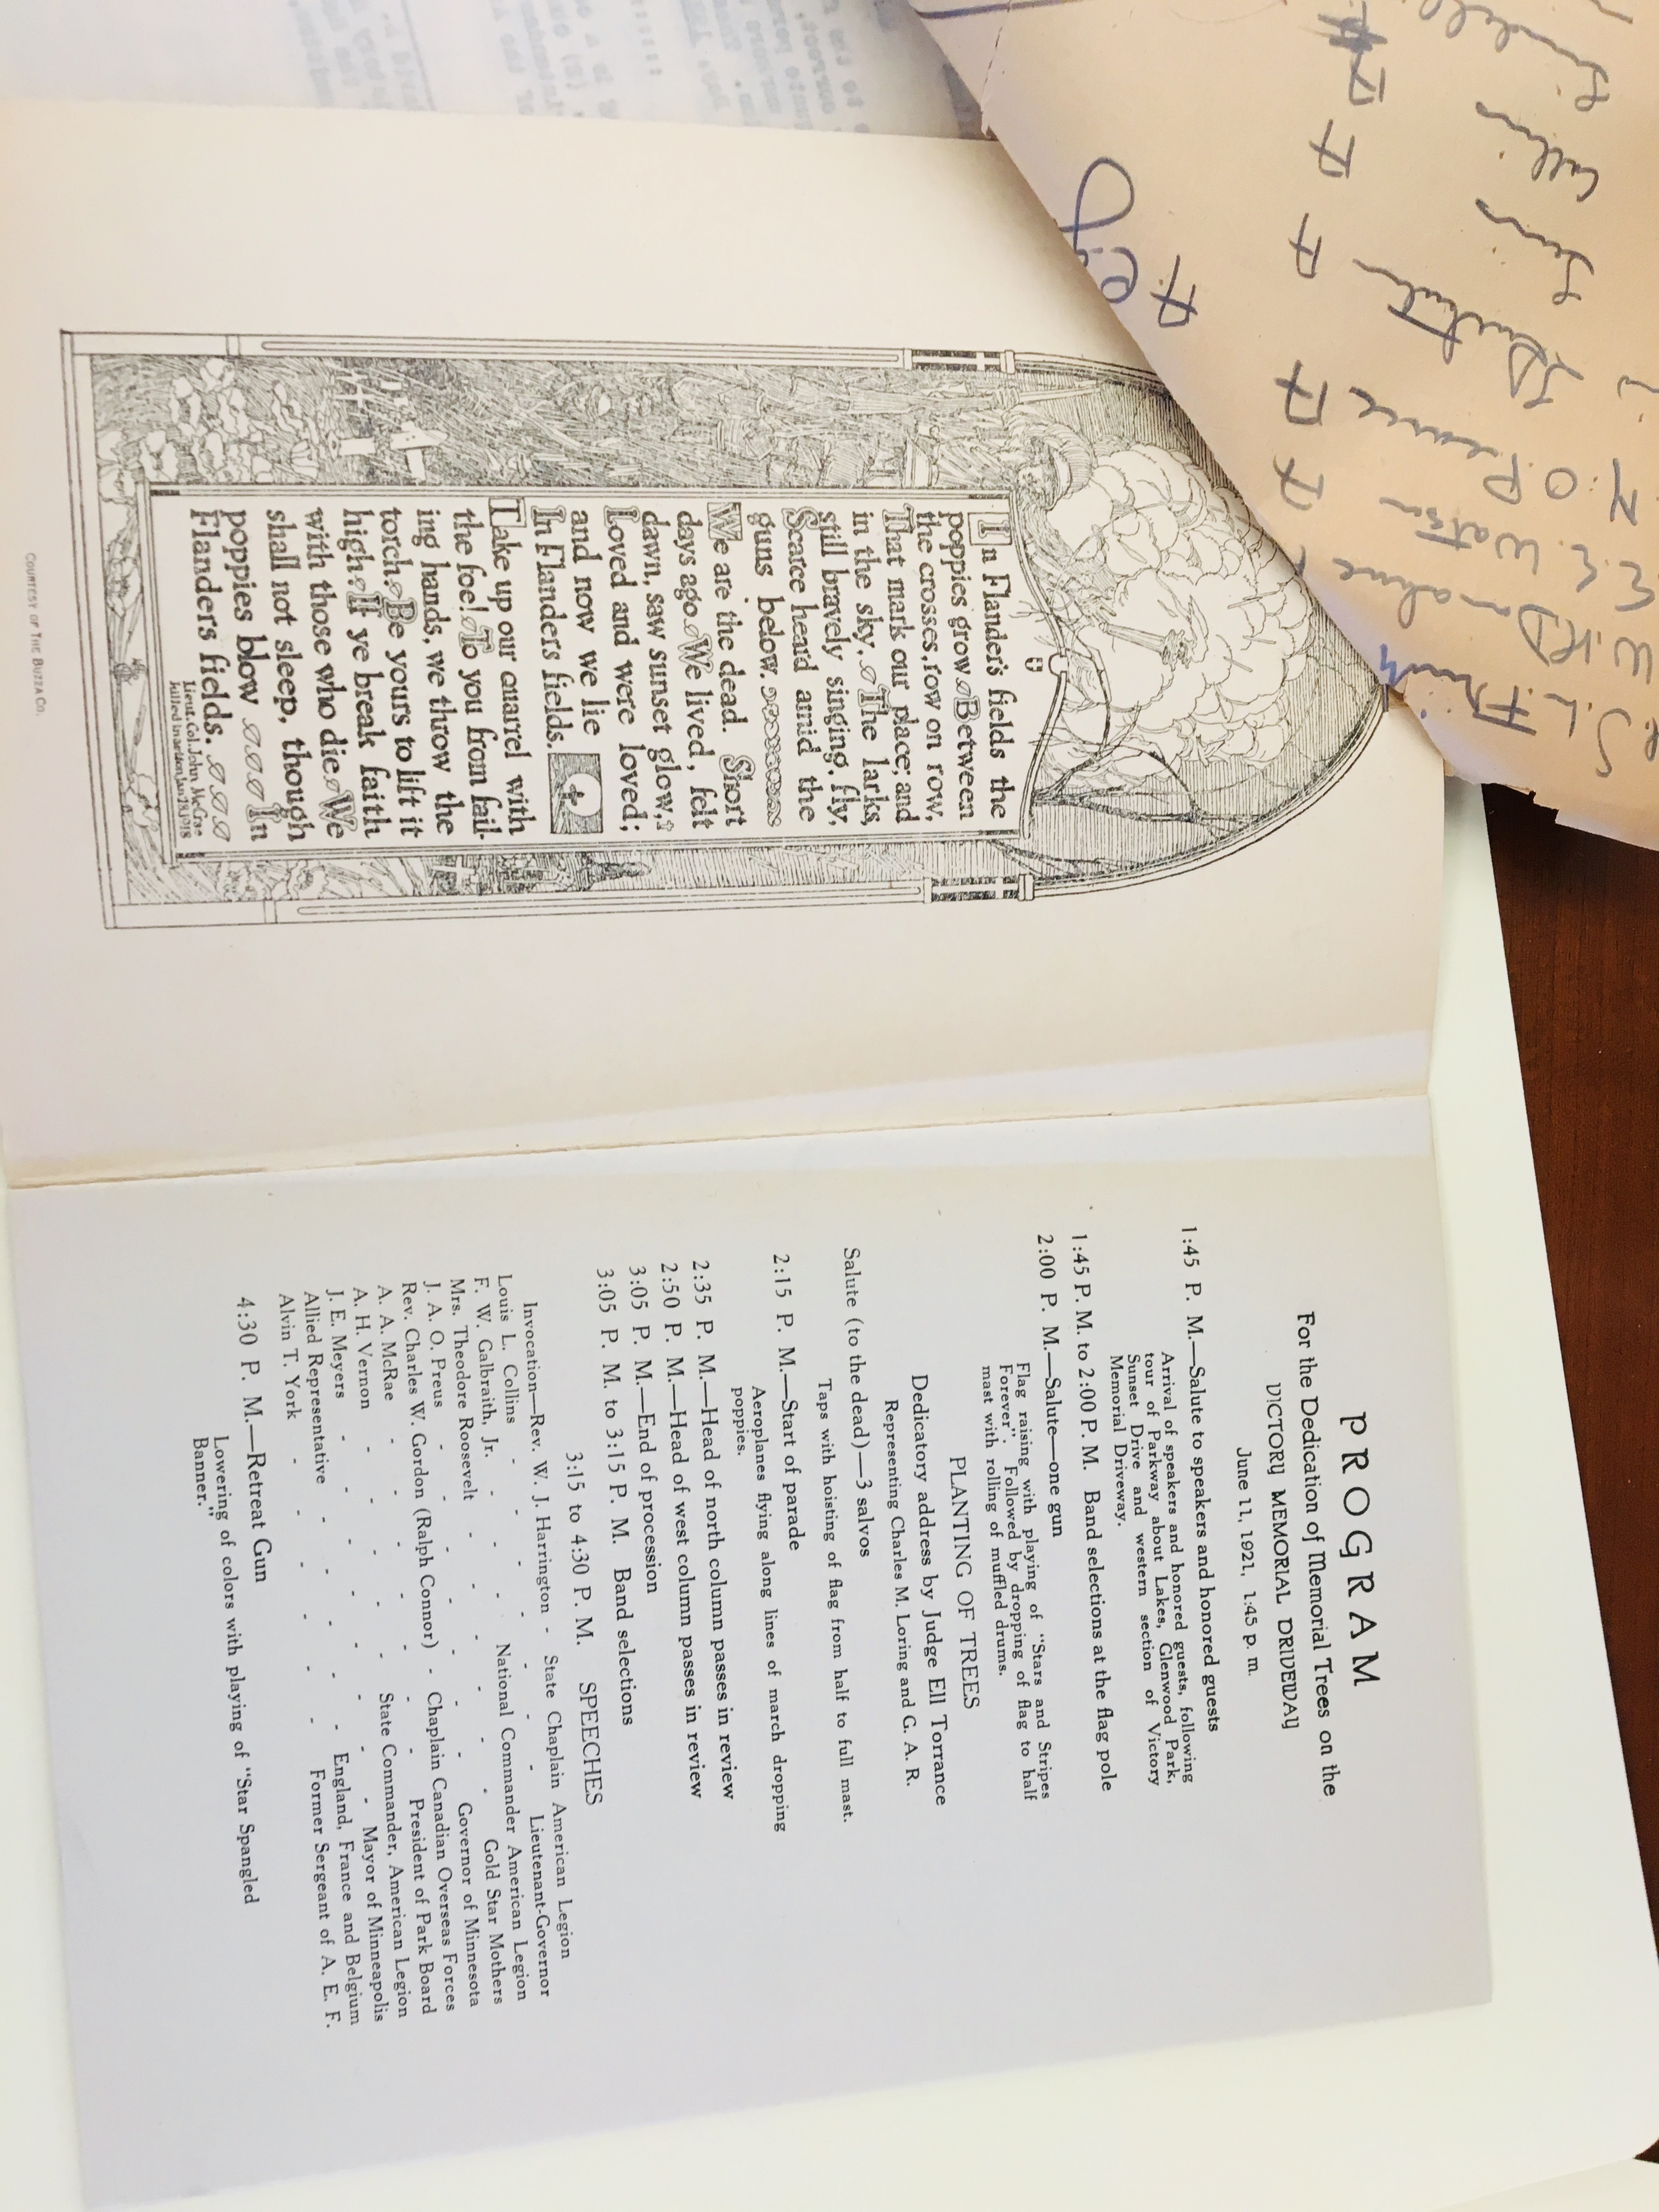 In Flander's fields the
poppies grow Between
the crosses, row on row,
That mark our place; and
in the sky, The larks,
still bravely singing, fly,
Scarce heard amid the
guns below.
We are the dead. Short
days ago We lived, felt
dawn, saw sunset glow,
Loved and were loved;
and now we lie
In Flanders fields.
Take up our quarrel with
the foe! To you from fail-
ing hands, we throw the
torch Be yours to lift it
high If ye break faith
with those who die We
shall not sleep, though
poppies blow In
Flanders fields.
Lieut. Col. John McCrae
Killed in action Jan. 28, 1918
COURTESY OF THE BUZZA CO.
PROGRAM
For the Dedication of Memorial Trees on the
VICTORY MEMORIAL DRIVEWAY
June 11, 1921, 1:45 p. m.
1:45 P. M.—Salute to speakers and honored guests
Arrival of speakers and honored guests, following
tour of Parkway about Lakes, Glenwood Park,
Sunset Drive and western section of Victory
Memorial Driveway.
1:45 P. M. to 2:00 P. M. Band selections at the flag pole
2:00 P. M.—Salute—one gun
Flag raising with playing of "Stars and Stripes
Forever". Followed by dropping of flag to half
mast with rolling of muffled drums.
PLANTING OF TREES
Dedicatory address by Judge Ell Torrance
Representing Charles M. Loring and G. A. R.
Salute (to the dead)—3 salvos
Taps with hoisting of flag from half to full mast.
2:15 P. M.—Start of parade
Aeroplanes flying along lines of march dropping
poppies.
2:35 P. M.—Head of north column passes in review
2:50 P. M.—Head of west column passes in review
3:05 P. M.—End of procession
3:05 P. M. to 3:15 P. M. Band selections
3:15 to 4:30 P. M. SPEECHES
Invocation—Rev. W. J. Harrington - State Chaplain American Legion
Louis L. Collins - - - - Lieutenant-Governor
F. W. Galbraith, Jr. - - - National Commander American Legion
Mrs. Theodore Roosevelt - - - - Gold Star Mothers
J. A. O. Preus - - - - - Governor of Minnesota
Rev. Charles W. Gordon (Ralph Connor) - Chaplain Canadian Overseas Forces
A. A. McRae - - - - - President of Park Board
A. H. Vernon - - - - State Commander, American Legion
J. E. Meyers - - - - - Mayor of Minneapolis
Allied Representative - - - - England, France and Belgium
Alvin T. York - - - - - Former Sergeant of A. E. F.
4:30 P. M.—Retreat Gun
Lowering of colors with playing of "Star Spangled
Banner."